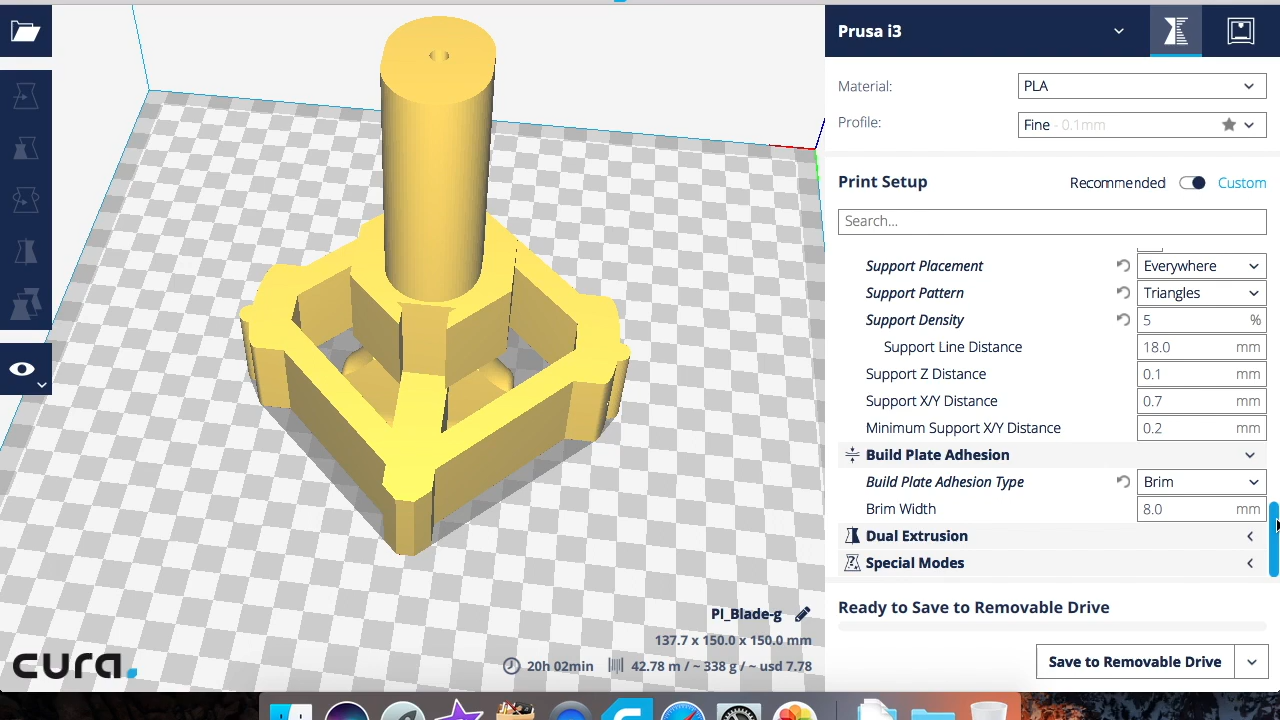 Prusa i3
Material: PLA
Profile: Fine - 0.1mm
Print Setup Recommended Custom
Search...
Support Placement Everywhere
Support Pattern Triangles
Support Density 5 %
Support Line Distance 18.0 mm
Support Z Distance 0.1 mm
Support X/Y Distance 0.7 mm
Minimum Support X/Y Distance 0.2 mm
Build Plate Adhesion
Build Plate Adhesion Type Brim
Brim Width 8.0 mm
Dual Extrusion
Special Modes
Ready to Save to Removable Drive
Save to Removable Drive
PI_Blade-g
137.7 x 150.0 x 150.0 mm
20h 02min 42.78 m / ~ 338 g / ~ usd 7.78
cura.